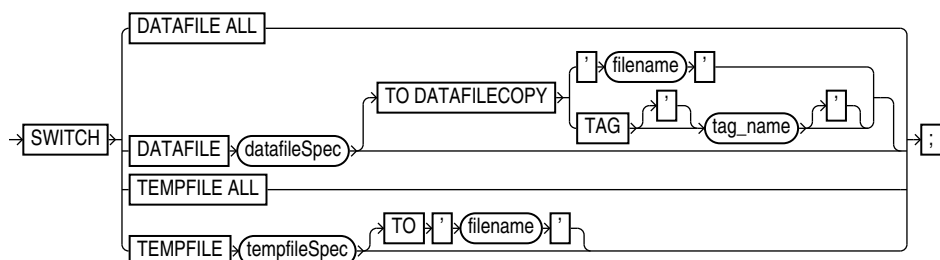 DATAFILE ALL
' filename '
TO DATAFILECOPY
TAG ' tag_name '
SWITCH DATAFILE datafileSpec ;
TEMPFILE ALL
TO ' filename '
TEMPFILE tempfileSpec